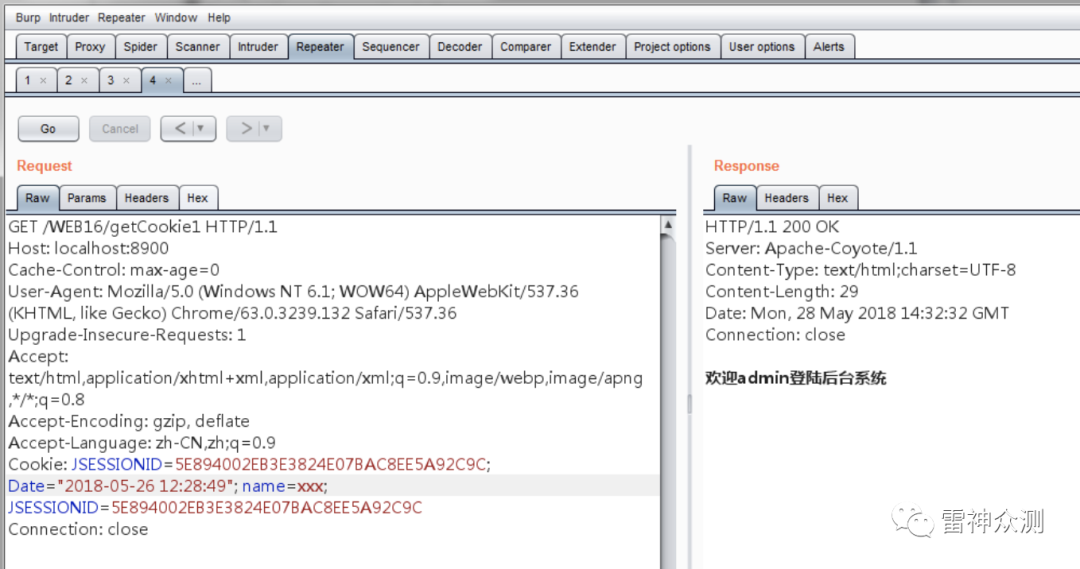 Burp Intruder Repeater Window Help
Target Proxy Spider Scanner Intruder Repeater Sequencer Decoder Comparer Extender Project options User options Alerts
1 × 2 × 3 × 4 × ...
Go Cancel < ▼ > ▼
Request
Raw Params Headers Hex
GET /WEB16/getCookie1 HTTP/1.1
Host: localhost:8900
Cache-Control: max-age=0
User-Agent: Mozilla/5.0 (Windows NT 6.1; WOW64) AppleWebKit/537.36
(KHTML, like Gecko) Chrome/63.0.3239.132 Safari/537.36
Upgrade-Insecure-Requests: 1
Accept:
text/html,application/xhtml+xml,application/xml;q=0.9,image/webp,image/apng
,*/*;q=0.8
Accept-Encoding: gzip, deflate
Accept-Language: zh-CN,zh;q=0.9
Cookie: JSESSIONID=5E894002EB3E3824E07BAC8EE5A92C9C;
Date="2018-05-26 12:28:49"; name=xxx;
JSESSIONID=5E894002EB3E3824E07BAC8EE5A92C9C
Connection: close
Response
Raw Headers Hex
HTTP/1.1 200 OK
Server: Apache-Coyote/1.1
Content-Type: text/html;charset=UTF-8
Content-Length: 29
Date: Mon, 28 May 2018 14:32:32 GMT
Connection: close
欢迎admin登陆后台系统
雷神众测